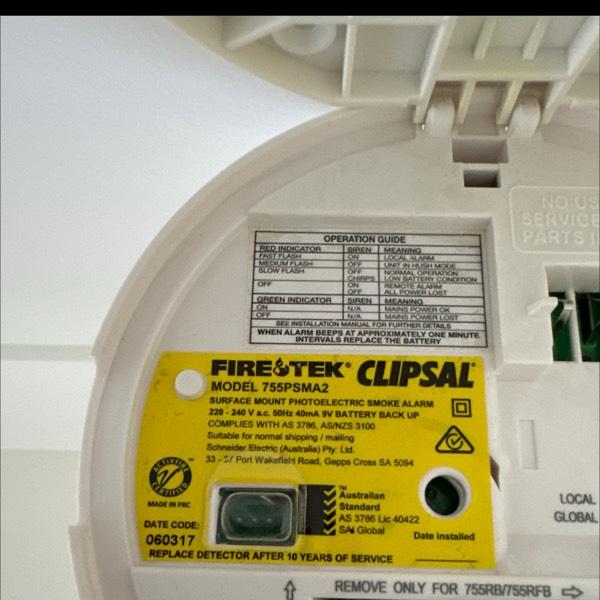 NO US
SERVICE
PARTS I
OPERATION GUIDE
RED INDICATOR SIREN MEANING
FAST FLASH ON LOCAL ALARM
MEDIUM FLASH OFF UNIT IN HUSH MODE
SLOW FLASH OFF NORMAL OPERATION
CHIRPS LOW BATTERY CONDITION
OFF ON REMOTE ALARM
OFF ALL POWER LOST
GREEN INDICATOR SIREN MEANING
ON N/A MAINS POWER OK
OFF N/A MAINS POWER LOST
SEE INSTALLATION MANUAL FOR FURTHER DETAILS
WHEN ALARM BEEPS AT APPROXIMATELY ONE MINUTE
INTERVALS REPLACE THE BATTERY
FIRETEK® CLIPSAL®
MODEL 755PSMA2
SURFACE MOUNT PHOTOELECTRIC SMOKE ALARM
220 - 240 V a.c. 50Hz 40mA 9V BATTERY BACK UP
COMPLIES WITH AS 3786, AS/NZS 3100
Suitable for normal shipping / mailing
Schneider Electric (Australia) Pty. Ltd.
33 - 37 Port Wakefield Road, Gepps Cross SA 5094
ACTIVFIRE
CERTIFIED
MADE IN PRC
™
Australian
Standard
AS 3786 Lic 40422
SAI Global
Date installed
DATE CODE:
060317
REPLACE DETECTOR AFTER 10 YEARS OF SERVICE
LOCAL
GLOBAL
REMOVE ONLY FOR 755RB/755RFB